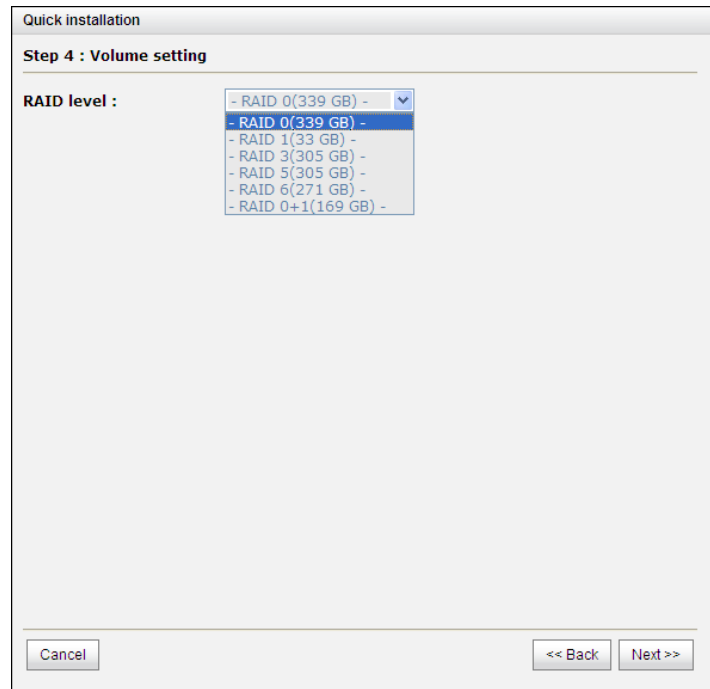 Quick installation
Step 4 : Volume setting
RAID level : - RAID 0(339 GB) -
- RAID 0(339 GB) -
- RAID 1(33 GB) -
- RAID 3(305 GB) -
- RAID 5(305 GB) -
- RAID 6(271 GB) -
- RAID 0+1(169 GB) -
Cancel << Back Next >>